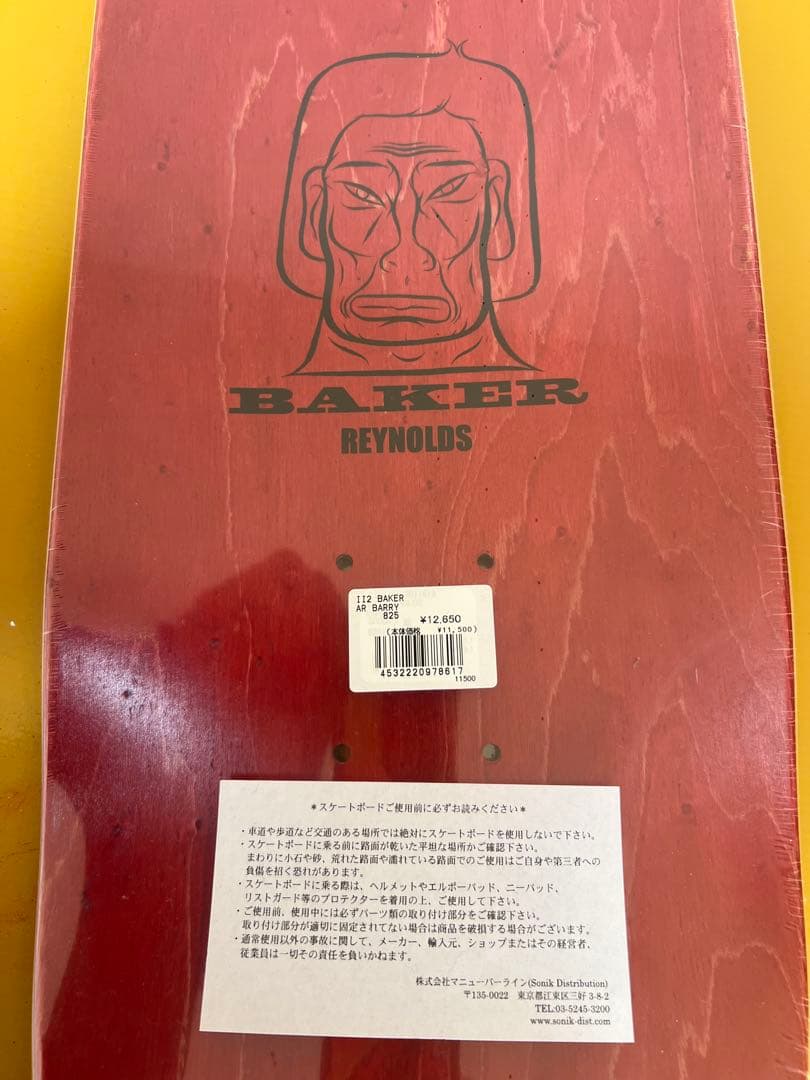 BAKER
REYNOLDS
II2 BAKER
AR BARRY
825 ¥12,650
(本体価格 ¥11,500)
4532220978617
11500
*スケートボードご使用前に必ずお読みください*
・車道や歩道など交通のある場所では絶対にスケートボードを使用しないで下さい。
・スケートボードに乗る前に路面が乾いた平坦な場所かご確認下さい。
まわりに小石や砂、荒れた路面や濡れている路面でのご使用はご自身や第三者への
負傷を招く恐れがあります。
・スケートボードに乗る際は、ヘルメットやエルボーパッド、ニーパッド、
リストガード等のプロテクターを着用の上、ご使用して下さい。
・ご使用前、使用中には必ずパーツ類の取り付け部分をご確認下さい。
取り付け部分が適切に固定されてない場合は商品を破損する場合がございます。
・通常使用以外の事故に関して、メーカー、輸入元、ショップまたはその経営者、
従業員は一切その責任を負いかねます。
株式会社マニューバーライン(Sonik Distribution)
〒135-0022 東京都江東区三好 3-8-2
TEL:03-5245-3200
www.sonik-dist.com